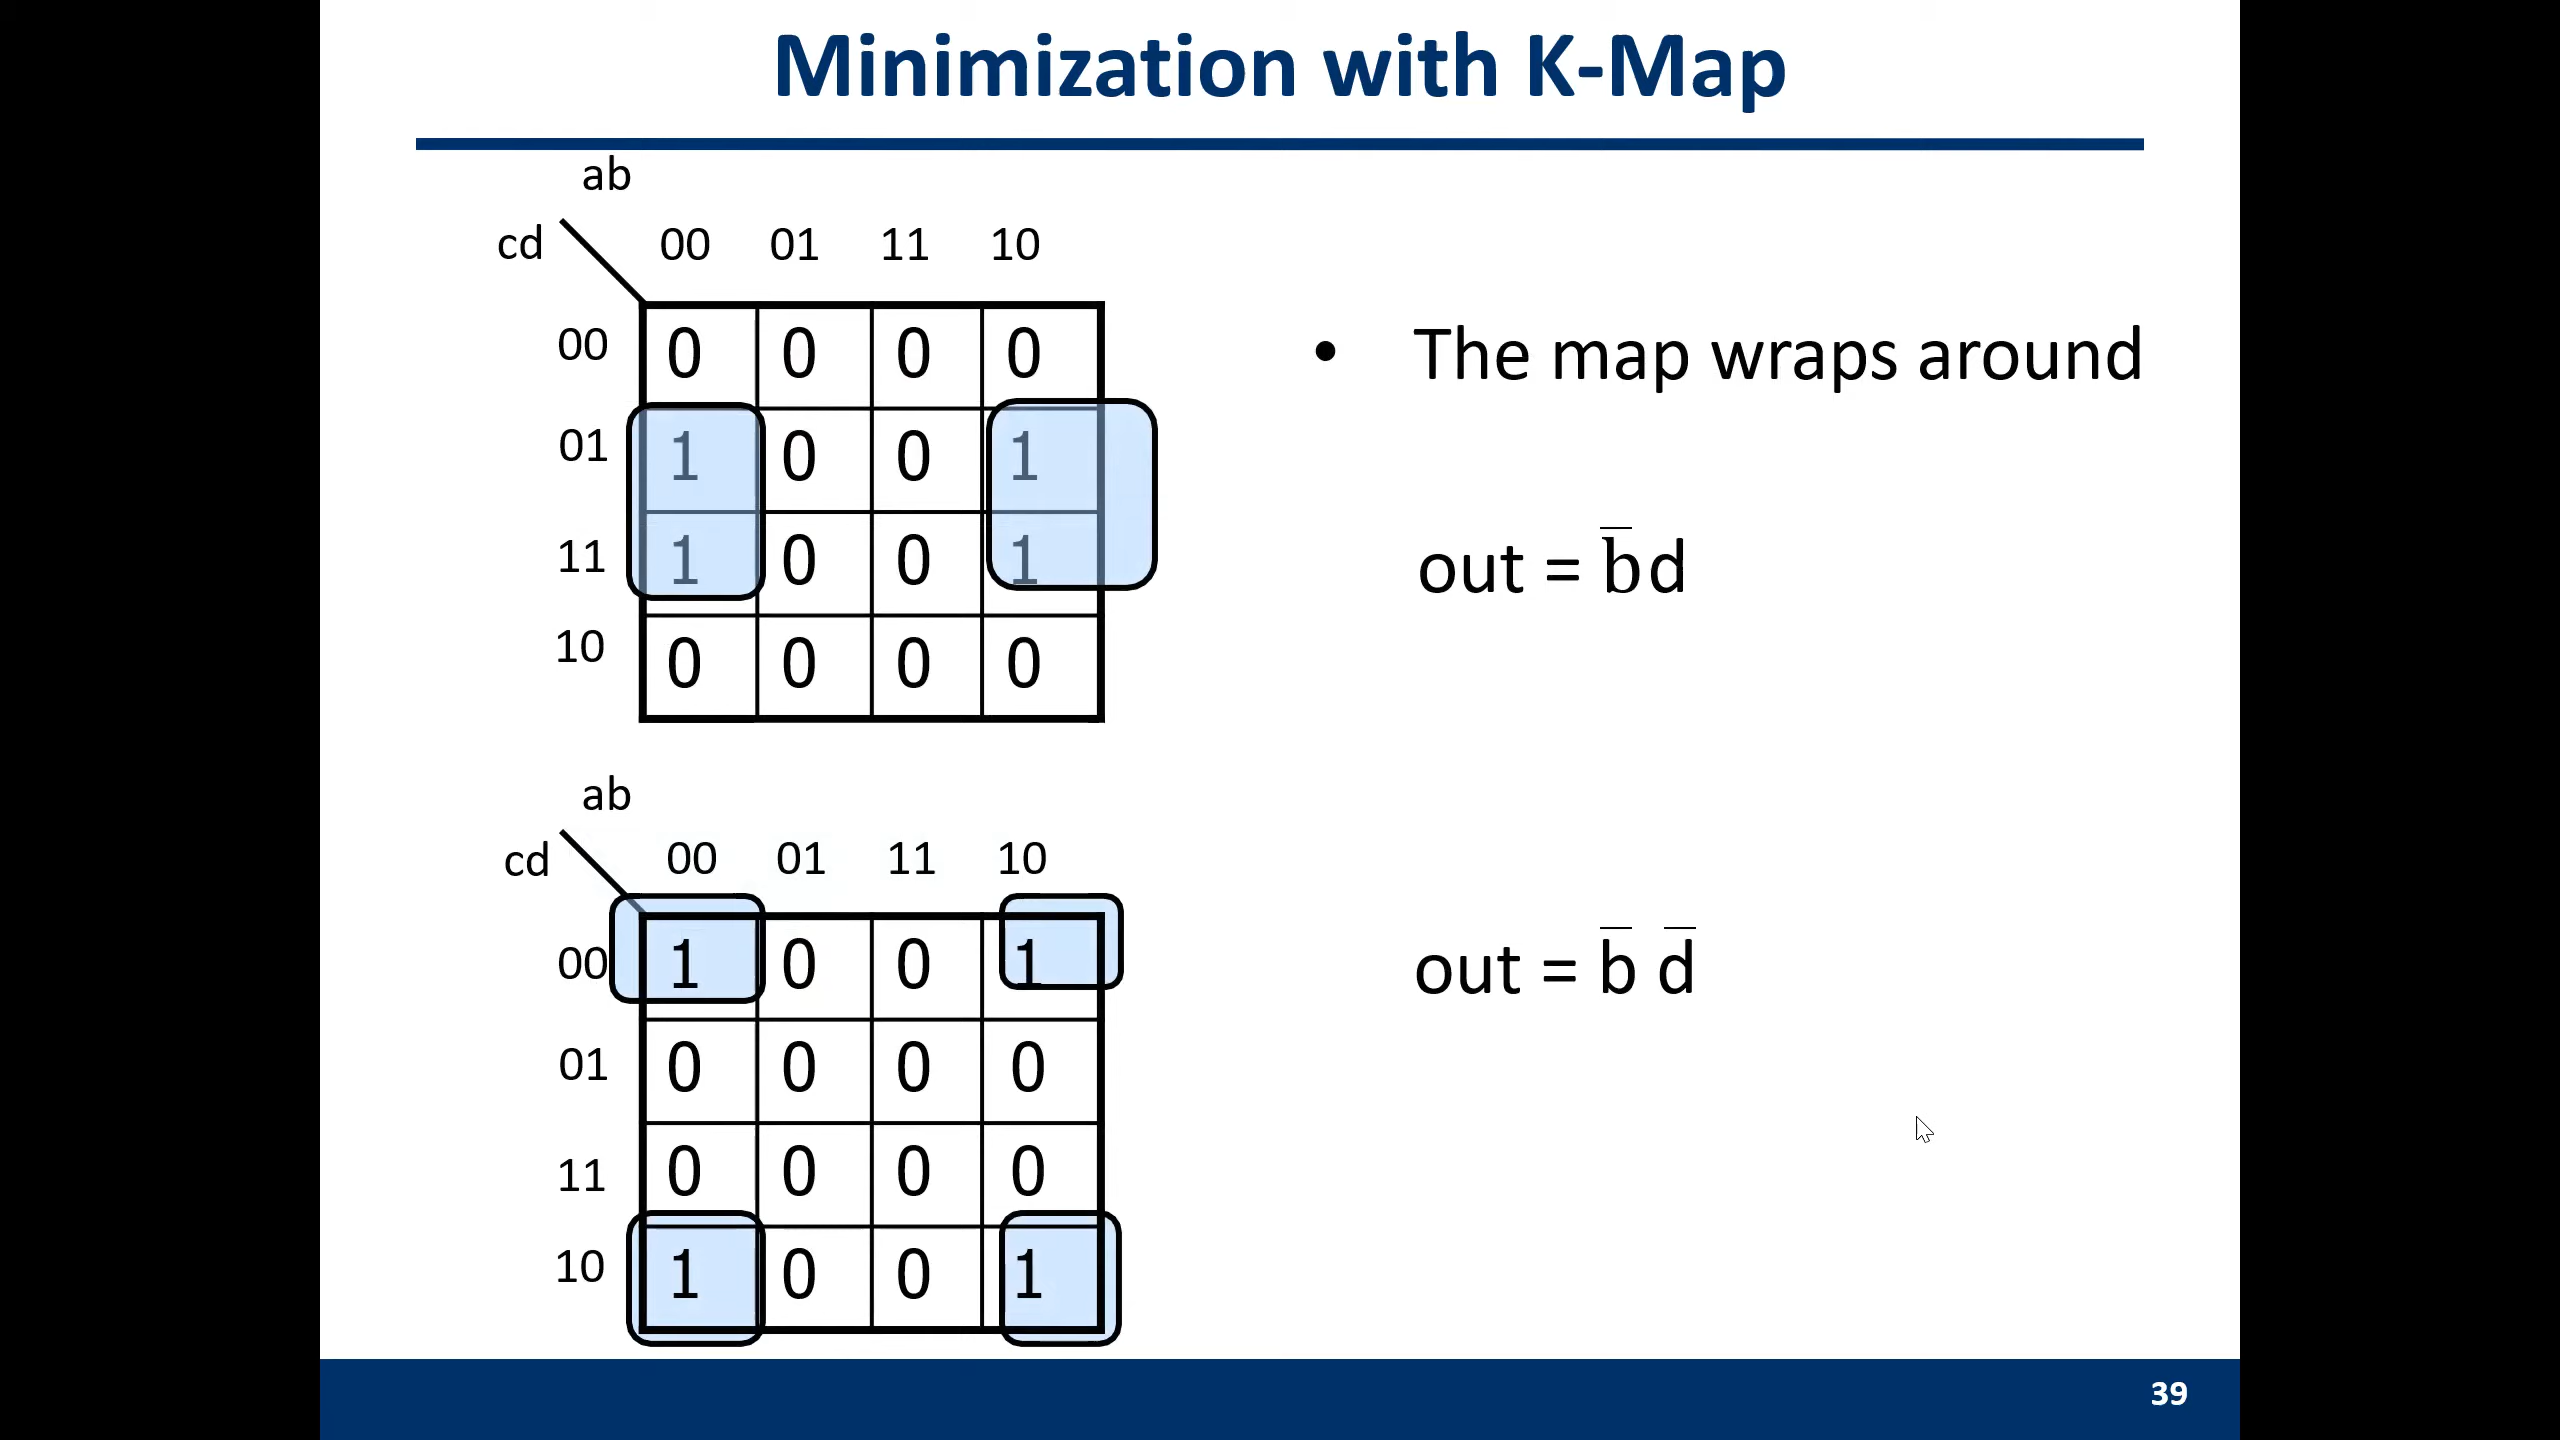 Minimization with K-Map
ab
cd 00 01 11 10
00 0 0 0 0
01 1 0 0 1
11 1 0 0 1
10 0 0 0 0
• The map wraps around
out = b̅d
ab
cd 00 01 11 10
00 1 0 0 1
01 0 0 0 0
11 0 0 0 0
10 1 0 0 1
out = b̅ d̅
39